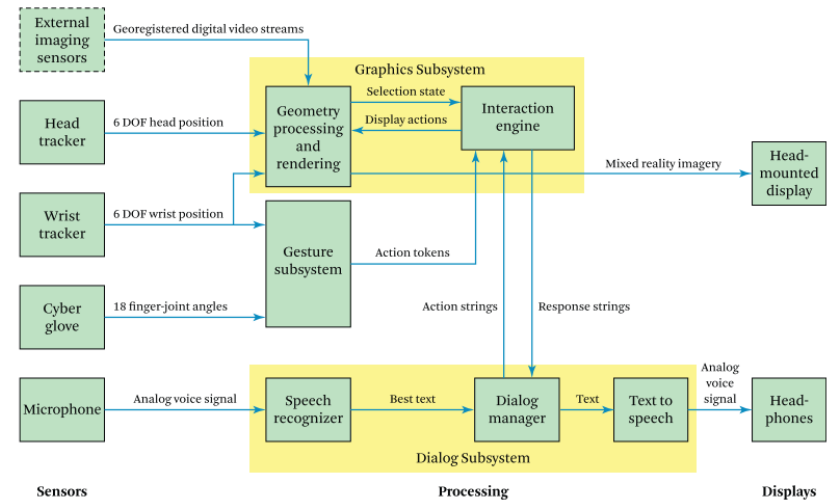 External
imaging
sensors
Georegistered digital video streams
Graphics Subsystem
Head
tracker
6 DOF head position
Geometry
processing
and
rendering
Selection state
Display actions
Interaction
engine
Mixed reality imagery
Head-
mounted
display
Wrist
tracker
6 DOF wrist position
Gesture
subsystem
Action tokens
Cyber
glove
18 finger-joint angles
Action
strings
Response strings
Microphone
Analog voice signal
Speech
recognizer
Best text
Dialog
manager
Text
Text to
speech
Analog
voice
signal
Head-
phones
Dialog Subsystem
Sensors
Processing
Displays